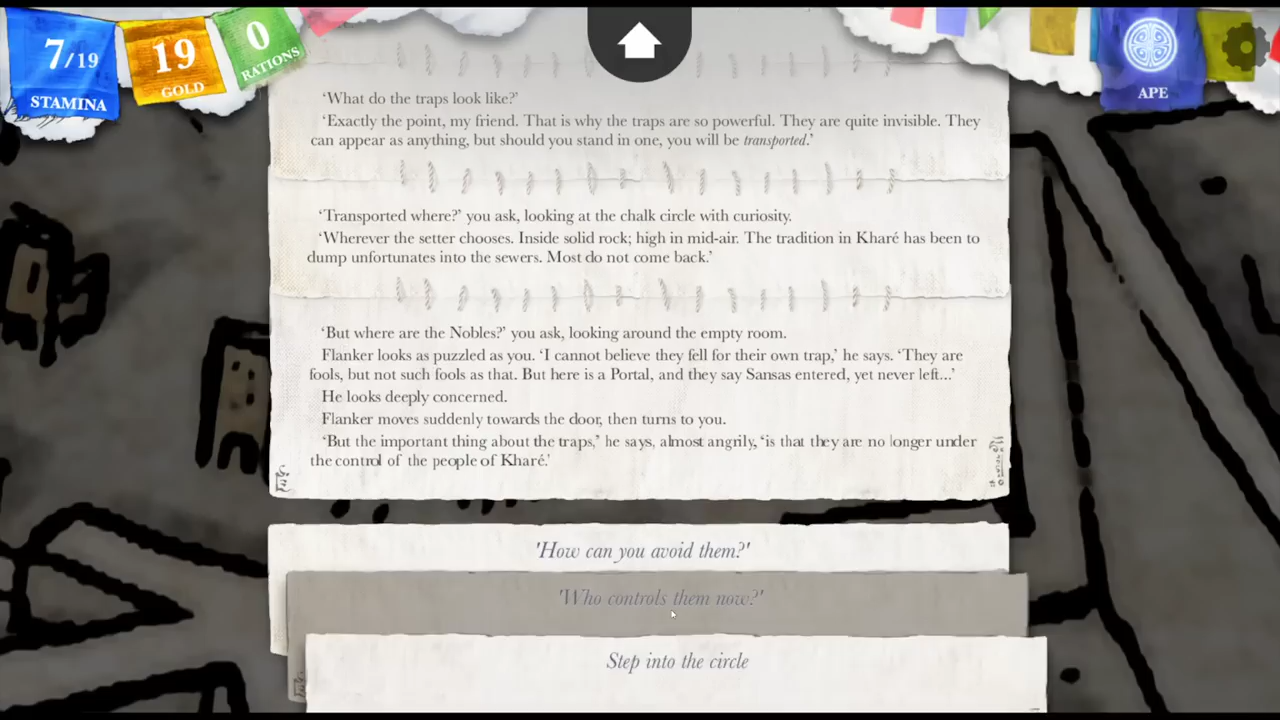 7/19
STAMINA
19
GOLD
0
RATIONS
APE
‘What do the traps look like?’
‘Exactly the point, my friend. That is why the traps are so powerful. They are quite invisible. They
can appear as anything, but should you stand in one, you will be transported.’
‘Transported where?’ you ask, looking at the chalk circle with curiosity.
‘Wherever the setter chooses. Inside solid rock; high in mid-air. The tradition in Kharé has been to
dump unfortunates into the sewers. Most do not come back.’
‘But where are the Nobles?’ you ask, looking around the empty room.
Flanker looks as puzzled as you. ‘I cannot believe they fell for their own trap,’ he says. ‘They are
fools, but not such fools as that. But here is a Portal, and they say Sansas entered, yet never left...’
He looks deeply concerned.
Flanker moves suddenly towards the door, then turns to you.
‘But the important thing about the traps,’ he says, almost angrily, ‘is that they are no longer under
the control of the people of Kharé.’
'How can you avoid them?'
'Who controls them now?'
Step into the circle